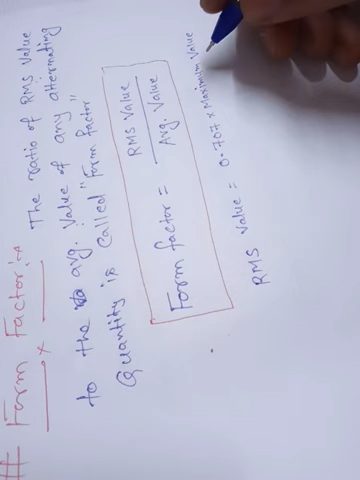 # Form Factor :→ The ratio of RMS Value
to the avg. Value of any alternating
Quantity is Called "Form factor"
Form factor = RMS Value / Avg. Value
RMS Value = 0.707 x Maximum Value